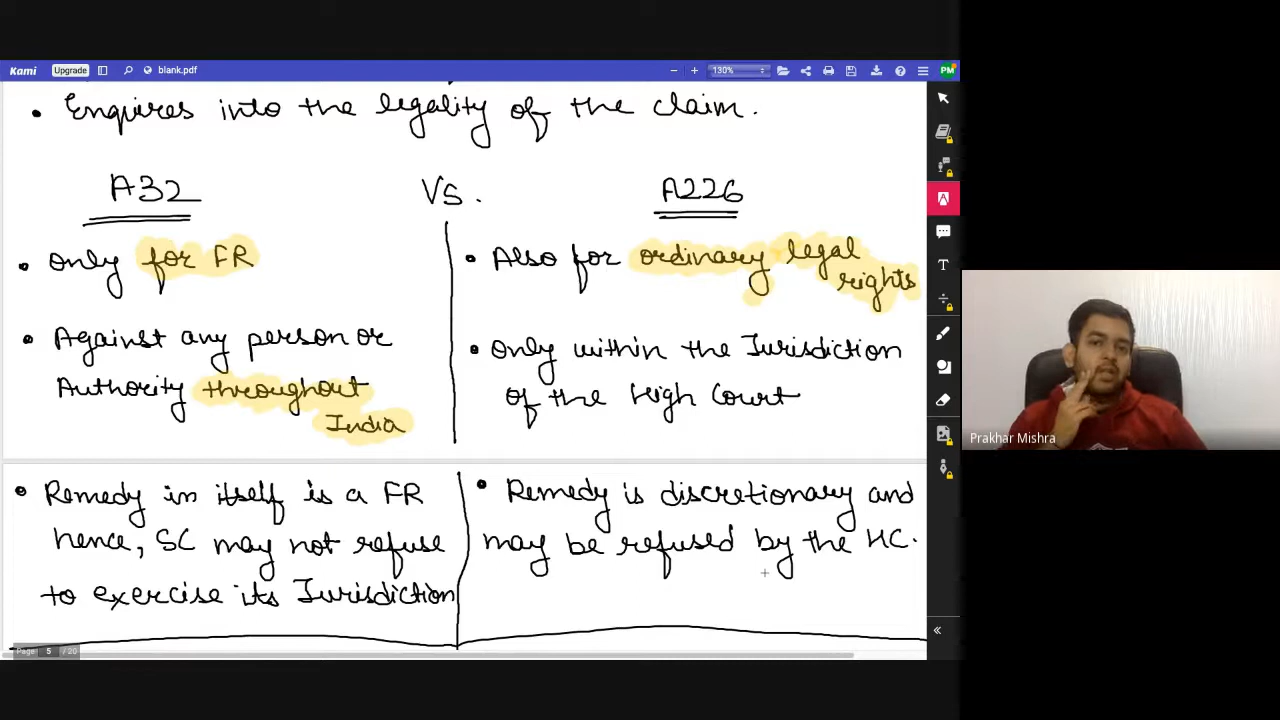 Kami
Upgrade
blank.pdf
130%
PM
• Enquires into the legality of the claim.
A32 Vs. A226
• Only for FR
• Also for ordinary legal
rights
• Against any person or
Authority throughout
India
• Only within the Jurisdiction
of the High Court
• Remedy in itself is a FR
hence, SC may not refuse
to exercise its Jurisdiction
• Remedy is discretionary and
may be refused by the HC.
Page 5 / 20
Prakhar Mishra